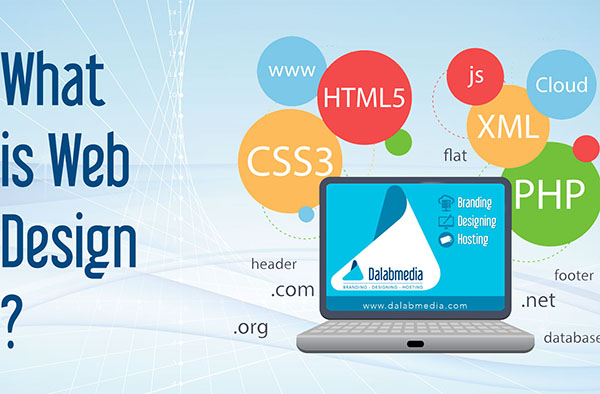 What
is Web
Design
?
www
HTML5
CSS3
js
Cloud
XML
flat
PHP
Branding
Designing
Hosting
Dalabmedia
BRANDING - DESIGNING - HOSTING
www.dalabmedia.com
header
.com
.org
footer
.net
database